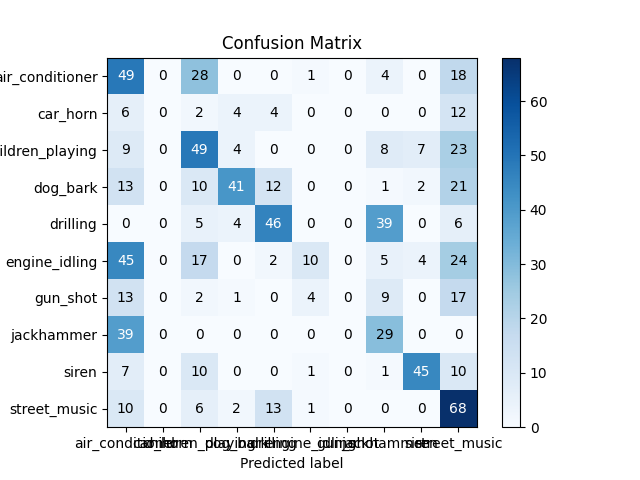 Confusion Matrix
air_conditioner 49 0 28 0 0 1 0 4 0 18
car_horn 6 0 2 4 4 0 0 0 0 12
ildren_playing 9 0 49 4 0 0 0 8 7 23
dog_bark 13 0 10 41 12 0 0 1 2 21
drilling 0 0 5 4 46 0 0 39 0 6
engine_idling 45 0 17 0 2 10 0 5 4 24
gun_shot 13 0 2 1 0 4 0 9 0 17
jackhammer 39 0 0 0 0 0 0 29 0 0
siren 7 0 10 0 0 1 0 1 45 10
street_music 10 0 6 2 13 1 0 0 0 68
60
50
40
30
20
10
0
street_music
Predicted label